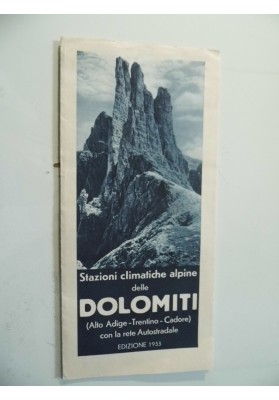 Stazioni climatiche alpine
delle
DOLOMITI
(Alto Adige - Trentino - Cadore)
con la rete Autostradale
EDIZIONE 1933